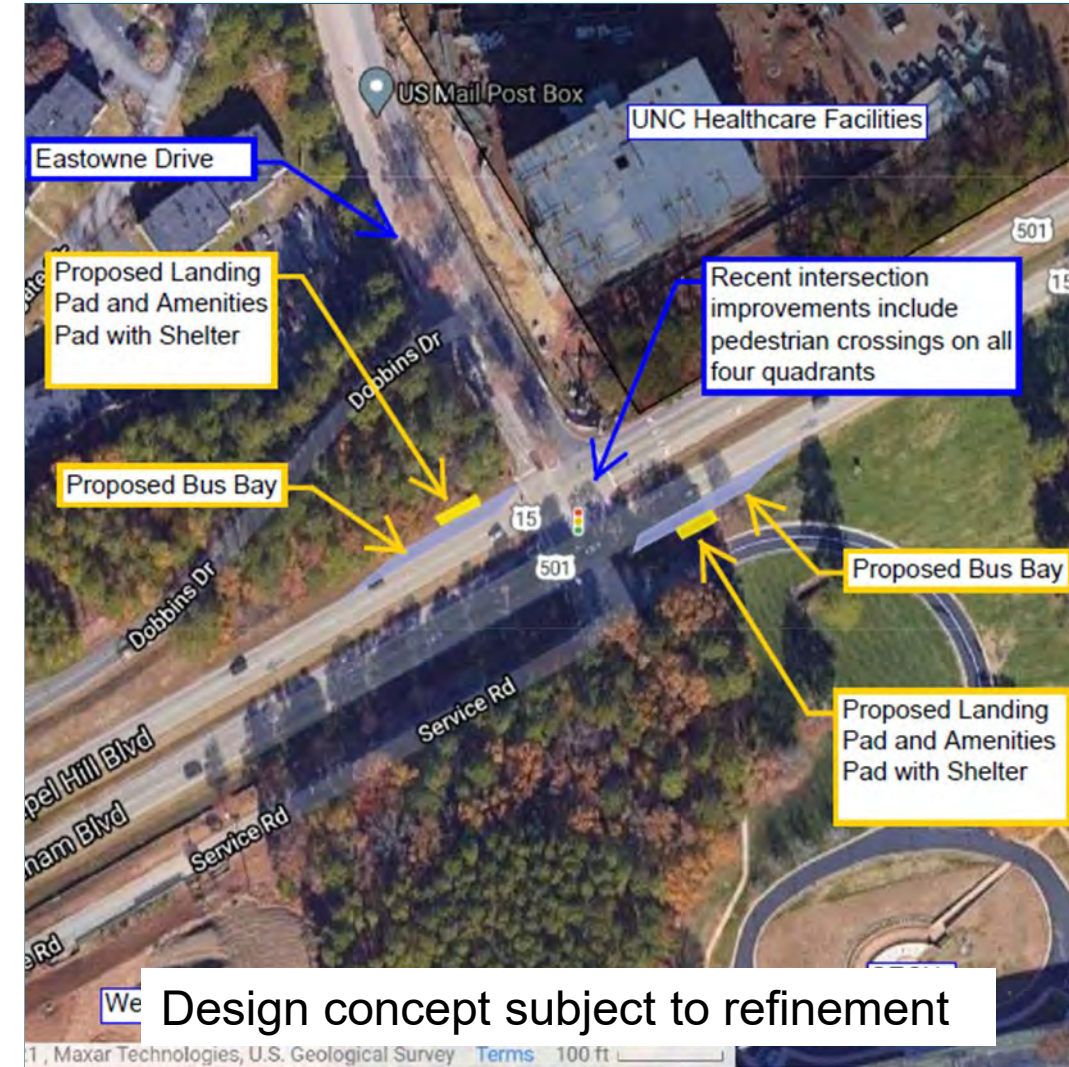 US Mail Post Box
UNC Healthcare Facilities
Eastowne Drive
501
15
Proposed Landing
Pad and Amenities
Pad with Shelter
Recent intersection
improvements include
pedestrian crossings on all
four quadrants
Dobbins Dr
Proposed Bus Bay
15
501
Proposed Bus Bay
Dobbins Dr
Service Rd
Proposed Landing
Pad and Amenities
Pad with Shelter
pel Hill Blvd
nam Blvd
Service Rd
Rd
We
Design concept subject to refinement
1, Maxar Technologies, U.S. Geological Survey Terms 100 ft